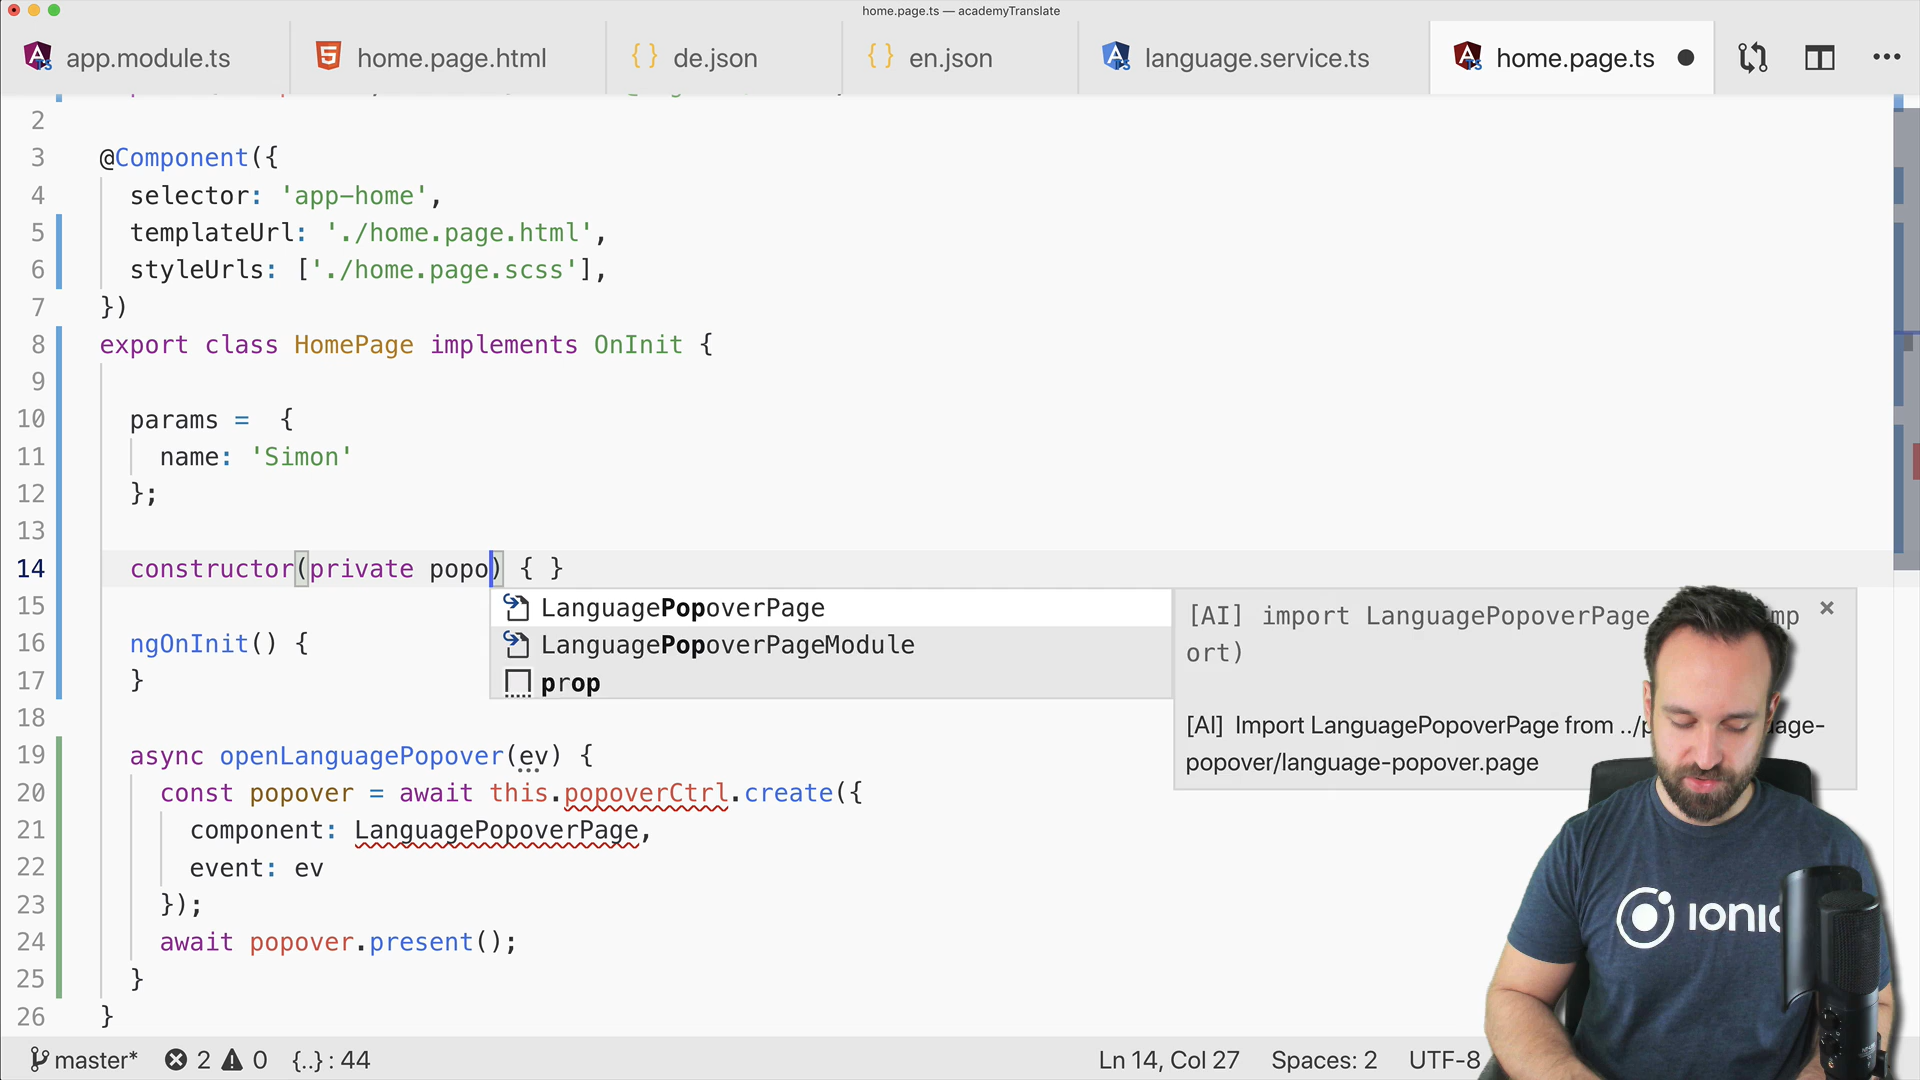 home.page.ts — academyTranslate
app.module.ts
home.page.html
{ } de.json
{ } en.json
language.service.ts
home.page.ts
2
3 @Component({
4 selector: 'app-home',
5 templateUrl: './home.page.html',
6 styleUrls: ['./home.page.scss'],
7 })
8 export class HomePage implements OnInit {
9
10 params =  {
11 name: 'Simon'
12 };
13
14 constructor(private popo) { }
LanguagePopoverPage
LanguagePopoverPageModule
prop
[AI] import LanguagePopoverPage
ort)
[AI] Import LanguagePopoverPage from
popover/language-popover.page
15
16 ngOnInit() {
17 }
18
19 async openLanguagePopover(ev) {
20 const popover = await this.popoverCtrl.create({
21 component: LanguagePopoverPage,
22 event: ev
23 });
24 await popover.present();
25 }
26 }
ionic
master* 2 0 {..} : 44
Ln 14, Col 27 Spaces: 2 UTF-8